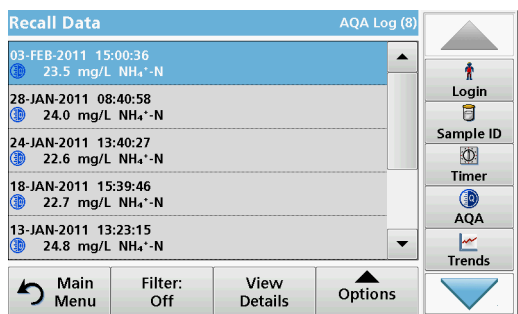 Recall Data
AQA Log (8)
03-FEB-2011 15:00:36
23.5 mg/L NH₄⁺-N
28-JAN-2011 08:40:58
24.0 mg/L NH₄⁺-N
24-JAN-2011 13:40:27
22.6 mg/L NH₄⁺-N
18-JAN-2011 15:39:46
22.7 mg/L NH₄⁺-N
13-JAN-2011 13:23:15
24.8 mg/L NH₄⁺-N
Login
Sample ID
Timer
AQA
Trends
Main
Menu
Filter:
Off
View
Details
Options